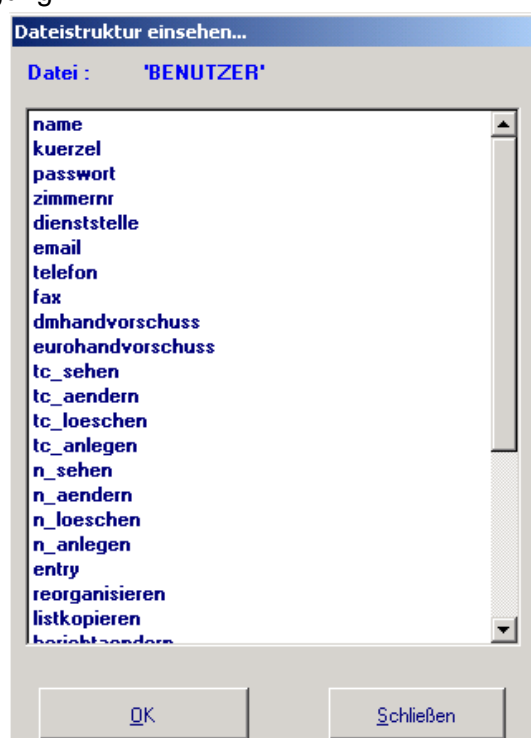 Dateistruktur einsehen...
Datei : 'BENUTZER'
name
kuerzel
passwort
zimmernr
dienststelle
email
telefon
fax
dmhandvorschuss
eurohandvorschuss
tc_sehen
tc_aendern
tc_loeschen
tc_anlegen
n_sehen
n_aendern
n_loeschen
n_anlegen
entry
reorganisieren
listkopieren
berichtaendern
OK
Schließen